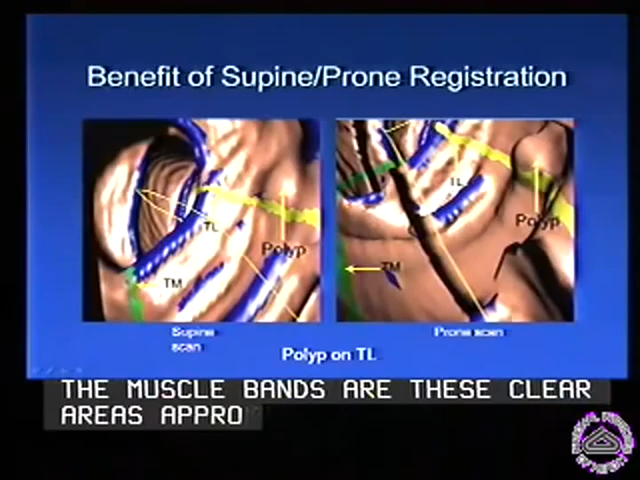 Benefit of Supine/Prone Registration
TL
Polyp
TM
TL
Polyp
TM
Supine
scan
Prone scan
Polyp on TL
THE MUSCLE BANDS ARE THESE CLEAR
AREAS APPRO